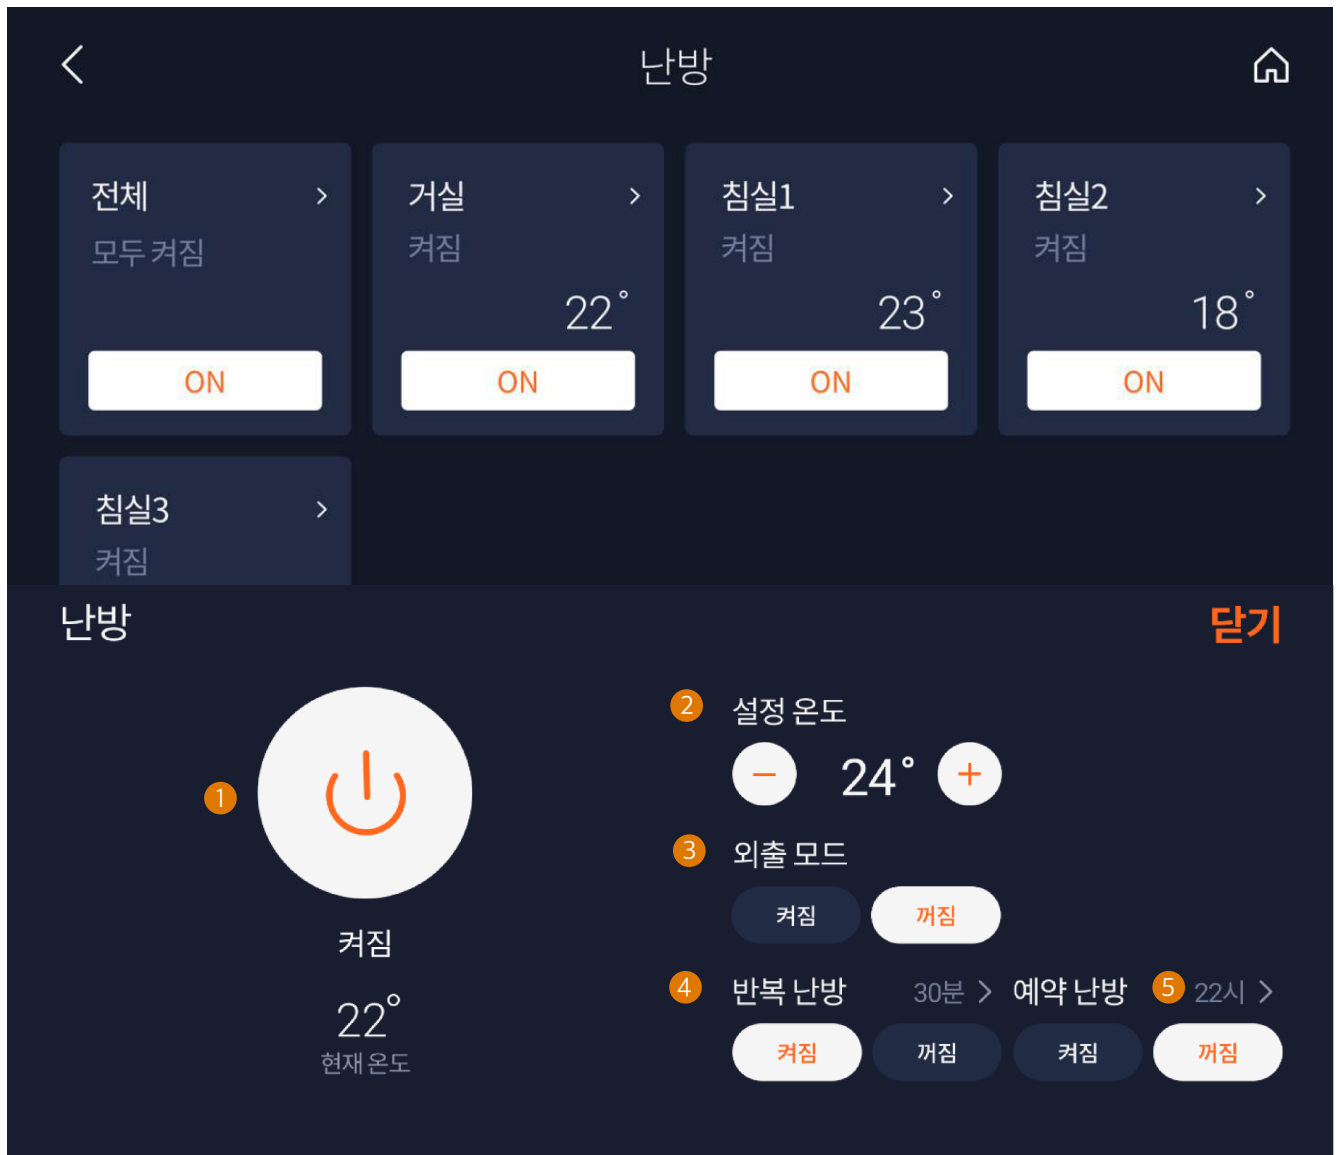 난방
전체
모두 켜짐
ON
거실
켜짐
22°
ON
침실1
켜짐
23°
ON
침실2
켜짐
18°
ON
침실3
켜짐
난방
닫기
1
켜짐
22°
현재 온도
2 설정 온도
- 24° +
3 외출 모드
켜짐 꺼짐
4 반복 난방 30분 > 예약 난방 5 22시 >
켜짐 꺼짐 켜짐 꺼짐